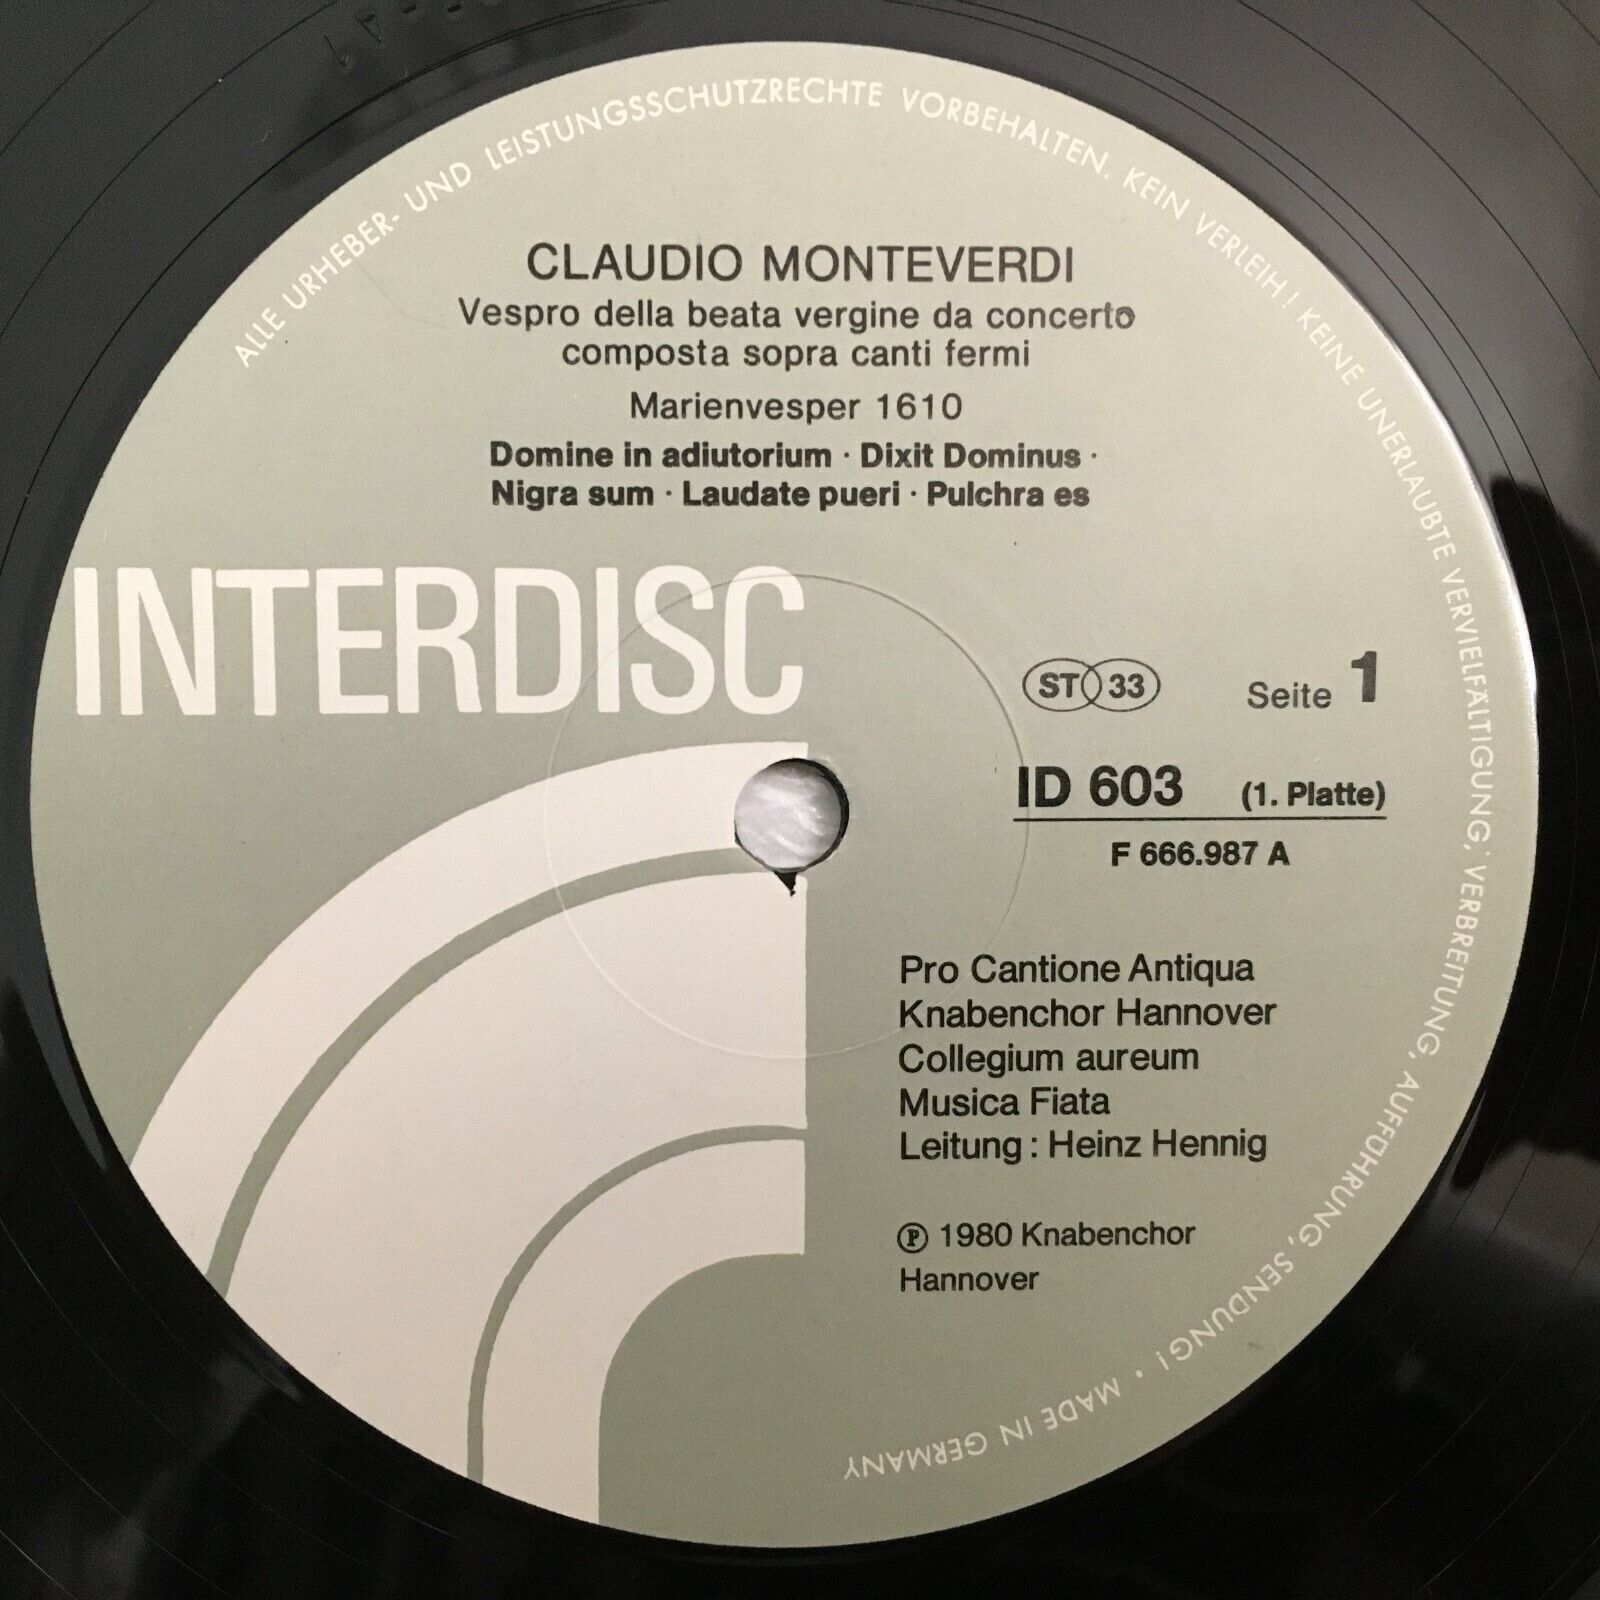 ALLE URHEBER- UND LEISTUNGSSCHUTZRECHTE VORBEHALTEN. KEIN VERLEIH! KEINE UNERLAUBTE VERVIELFÄLTIGUNG, VERBREITUNG, AUFFÜHRUNG, SENDUNG! · MADE IN GERMANY
CLAUDIO MONTEVERDI
Vespro della beata vergine da concerto
composta sopra canti fermi
Marienvesper 1610
Domine in adiutorium · Dixit Dominus ·
Nigra sum · Laudate pueri · Pulchra es
INTERDISC
ST 33 Seite 1
ID 603 (1. Platte)
F 666.987 A
Pro Cantione Antiqua
Knabenchor Hannover
Collegium aureum
Musica Fiata
Leitung : Heinz Hennig
Ⓟ 1980 Knabenchor
Hannover